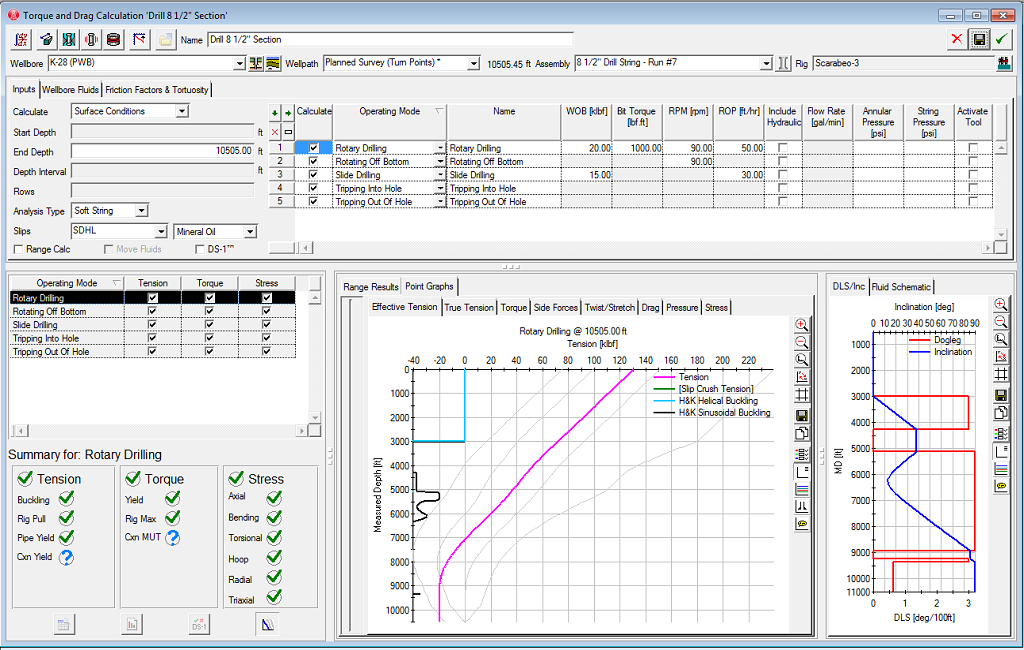 Torque and Drag Calculation 'Drill 8 1/2" Section'
Name Drill 8 1/2" Section
Wellbore K-28 (PWB) Wellpath Planned Survey (Turn Points) * 10505.45 ft Assembly 8 1/2" Drill String - Run #7 Rig Scarabeo-3
Inputs Wellbore Fluids Friction Factors & Tortuosity
Calculate Surface Conditions
Start Depth ft
End Depth 10505.00 ft
Depth Interval ft
Rows
Analysis Type Soft String
Slips SDHL Mineral Oil
Range Calc Move Fluids DS-1™
Calculate Operating Mode Name WOB [klbf] Bit Torque [lbf.ft] RPM [rpm] ROP [ft/hr] Include Hydraulic Flow Rate [gal/min] Annular Pressure [psi] String Pressure [psi] Activate Tool
1 Rotary Drilling Rotary Drilling 20.00 1000.00 90.00 50.00
2 Rotating Off Bottom Rotating Off Bottom 90.00
3 Slide Drilling Slide Drilling 15.00 30.00
4 Tripping Into Hole Tripping Into Hole
5 Tripping Out Of Hole Tripping Out Of Hole
Operating Mode Tension Torque Stress
Rotary Drilling
Rotating Off Bottom
Slide Drilling
Tripping Into Hole
Tripping Out Of Hole
Summary for: Rotary Drilling
Tension
Buckling
Rig Pull
Pipe Yield
Cxn Yield
Torque
Yield
Rig Max
Cxn MUT
Stress
Axial
Bending
Torsional
Hoop
Radial
Triaxial
DS-1
Range Results Point Graphs
Effective Tension True Tension Torque Side Forces Twist/Stretch Drag Pressure Stress
Rotary Drilling @ 10505.00 ft
Tension [klbf]
-40 -20 0 20 40 60 80 100 120 140 160 180 200 220
Tension
[Slip Crush Tension]
H&K Helical Buckling
H&K Sinusoidal Buckling
Measured Depth [ft]
0
1000
2000
3000
4000
5000
6000
7000
8000
9000
10000
DLS/Inc Fluid Schematic
Inclination [deg]
0 10 20 30 40 50 60 70 80 90
Dogleg
Inclination
MD [ft]
1000
2000
3000
4000
5000
6000
7000
8000
9000
10000
11000
0 1 2 3
DLS [deg/100ft]